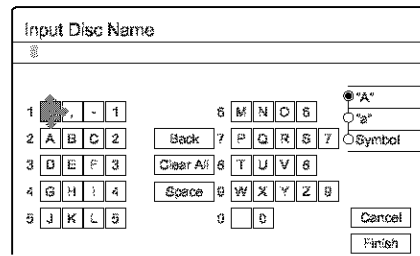 Input Disc Name
1 , - 1 6 M N O 6 "A"
"a"
2 A B C 2 Back 7 P Q R S 7 Symbol
3 D E F 3 Clear All 8 T U V 8
4 G H I 4 Space 9 W X Y Z 9
5 J K L 5 0 0 Cancel
Finish